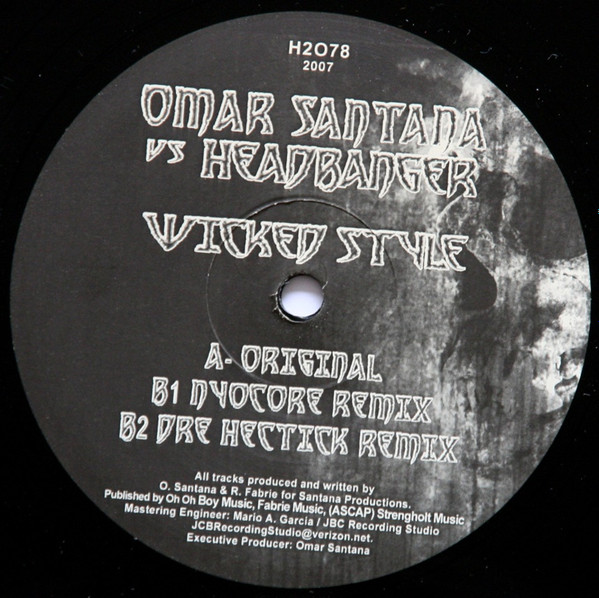 H2O78
2007
OMAR SANTANA
VS HEADBANGER
WICKED STYLE
A- ORIGINAL
B1 NYOCORE REMIX
B2 DRE HECTICK REMIX
All tracks produced and written by
O. Santana & R. Fabrie for Santana Productions.
Published by Oh Oh Boy Music, Fabrie Music, (ASCAP) Strengholt Music
Mastering Engineer: Mario A. Garcia / JBC Recording Studio
JCBRecordingStudio@verizon.net.
Executive Producer: Omar Santana